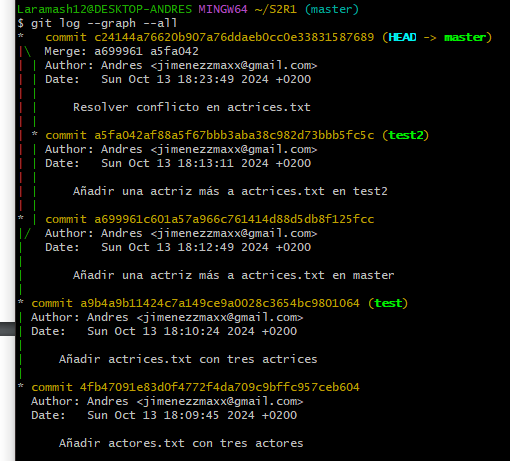 Laramash12@DESKTOP-ANDRES MINGW64 ~/S2R1 (master)
$ git log --graph --all
*   commit c24144a76620b907a76ddaeb0cc0e33831587689 (HEAD -> master)
|\  Merge: a699961 a5fa042
| | Author: Andres <jimenezzmaxx@gmail.com>
| | Date:   Sun Oct 13 18:23:49 2024 +0200
| |
| |     Resolver conflicto en actrices.txt
| |
| * commit a5fa042af88a5f67bbb3aba38c982d73bbb5fc5c (test2)
| | Author: Andres <jimenezzmaxx@gmail.com>
| | Date:   Sun Oct 13 18:13:11 2024 +0200
| |
| |     Añadir una actriz más a actrices.txt en test2
| |
* | commit a699961c601a57a966c761414d88d5db8f125fcc
|/  Author: Andres <jimenezzmaxx@gmail.com>
|   Date:   Sun Oct 13 18:12:49 2024 +0200
|
|       Añadir una actriz más a actrices.txt en master
|
* commit a9b4a9b11424c7a149ce9a0028c3654bc9801064 (test)
| Author: Andres <jimenezzmaxx@gmail.com>
| Date:   Sun Oct 13 18:10:24 2024 +0200
|
|     Añadir actrices.txt con tres actrices
|
* commit 4fb47091e83d0f4772f4da709c9bffc957ceb604
  Author: Andres <jimenezzmaxx@gmail.com>
  Date:   Sun Oct 13 18:09:45 2024 +0200

      Añadir actores.txt con tres actores